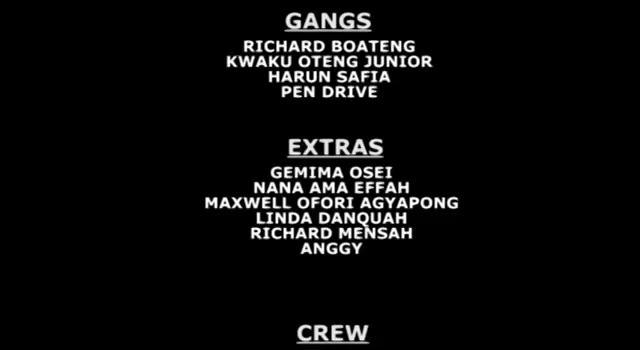 GANGS
RICHARD BOATENG
KWAKU OTENG JUNIOR
HARUN SAFIA
PEN DRIVE
EXTRAS
GEMIMA OSEI
NANA AMA EFFAH
MAXWELL OFORI AGYAPONG
LINDA DANQUAH
RICHARD MENSAH
ANGGY
CREW